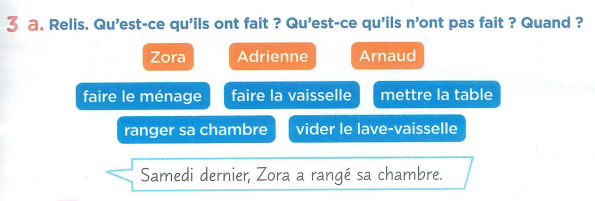 3 a. Relis. Qu'est-ce qu'ils ont fait ? Qu'est-ce qu'ils n'ont pas fait ? Quand ?
Zora Adrienne Arnaud
faire le ménage faire la vaisselle mettre la table
ranger sa chambre vider le lave-vaisselle
Samedi dernier, Zora a rangé sa chambre.